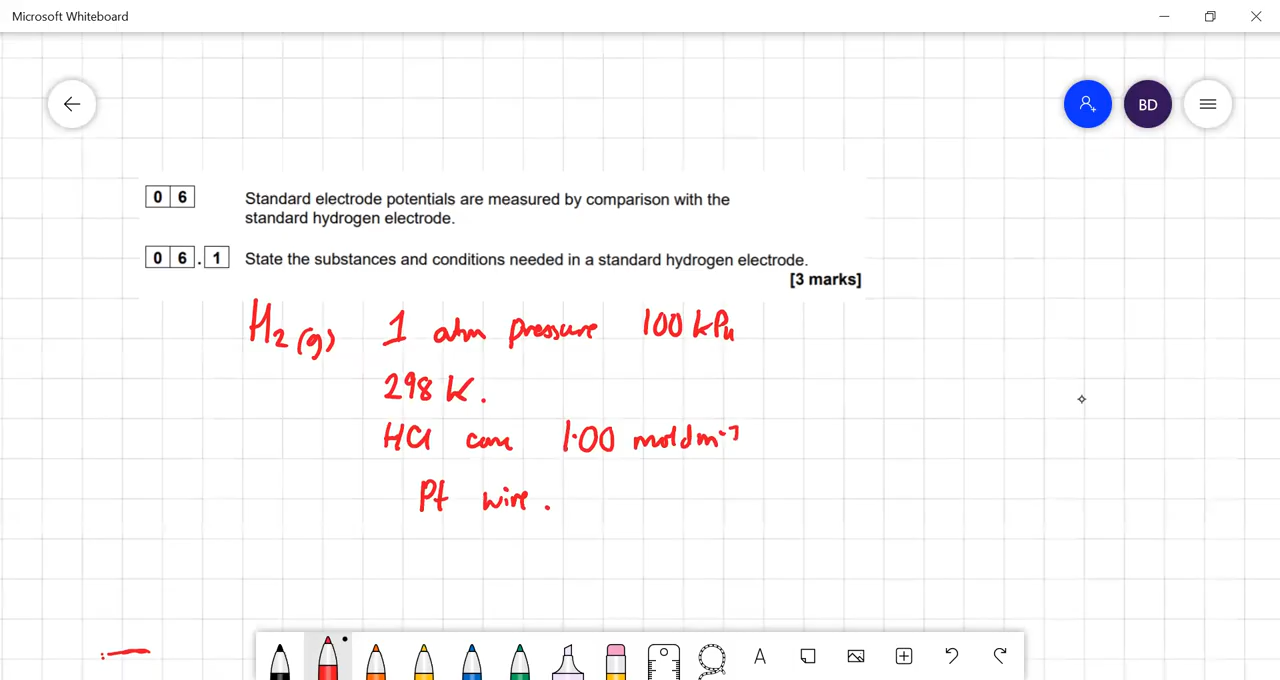 Microsoft Whiteboard
BD
0 6 Standard electrode potentials are measured by comparison with the
standard hydrogen electrode.
0 6 . 1 State the substances and conditions needed in a standard hydrogen electrode.
[3 marks]
H2(g) 1 atm pressure 100 kPa
298 K.
HCl conc 1.00 moldm-3
Pt wire.
A